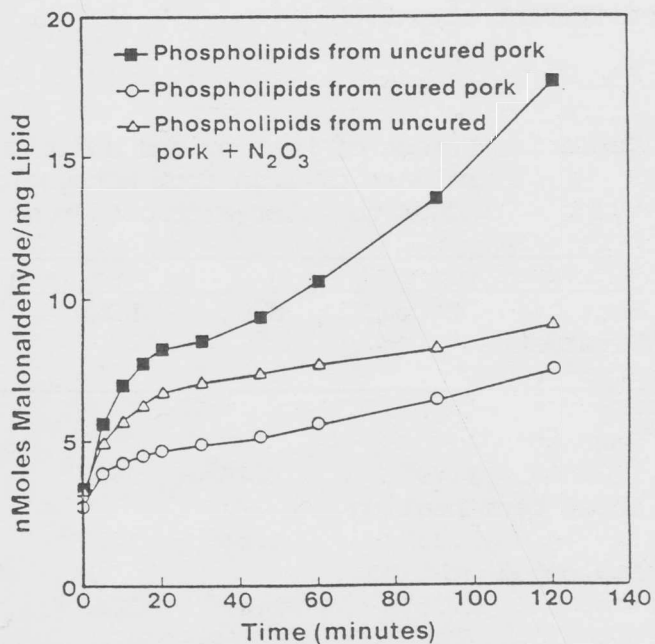 20
15
10
5
0
nMoles Malonaldehyde/mg Lipid
Phospholipids from uncured pork
Phospholipids from cured pork
Phospholipids from uncured
pork + N₂O₃
0 20 40 60 80 100 120 140
Time (minutes)